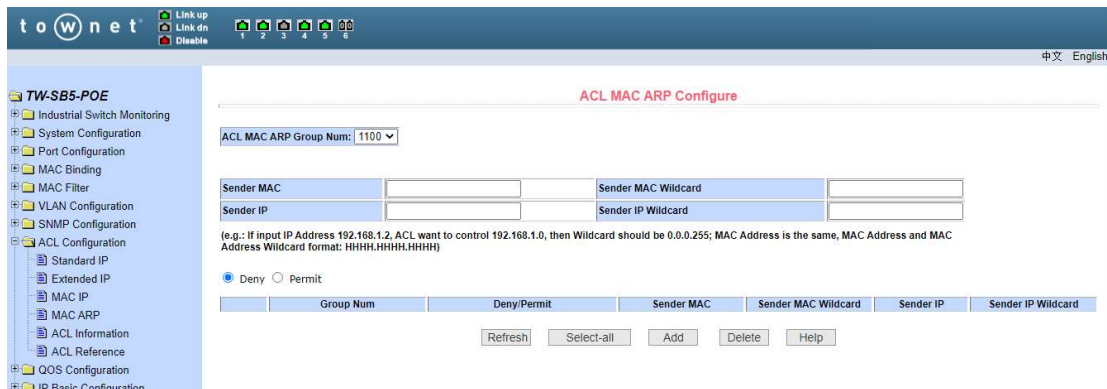 townet
Link up
Link dn
Disable
1 2 3 4 5 6
中文 English
TW-SB5-POE
Industrial Switch Monitoring
System Configuration
Port Configuration
MAC Binding
MAC Filter
VLAN Configuration
SNMP Configuration
ACL Configuration
Standard IP
Extended IP
MAC IP
MAC ARP
ACL Information
ACL Reference
QOS Configuration
IP Basic Configuration
ACL MAC ARP Configure
ACL MAC ARP Group Num: 1100
Sender MAC Sender MAC Wildcard
Sender IP Sender IP Wildcard
(e.g.: If input IP Address 192.168.1.2, ACL want to control 192.168.1.0, then Wildcard should be 0.0.0.255; MAC Address is the same, MAC Address and MAC
Address Wildcard format: HHHH.HHHH.HHHH)
Deny Permit
Group Num Deny/Permit Sender MAC Sender MAC Wildcard Sender IP Sender IP Wildcard
Refresh Select-all Add Delete Help